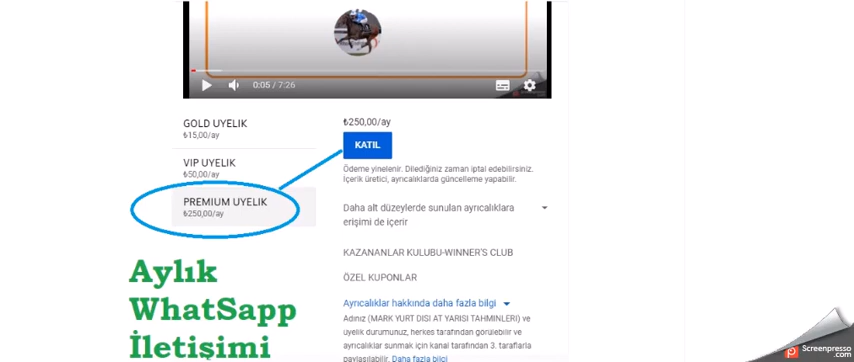 0:05 / 7:26
GOLD UYELIK
₺15,00/ay
VIP UYELIK
₺50,00/ay
PREMIUM UYELIK
₺250,00/ay
Aylık
WhatSapp
İletişimi
₺250,00/ay
KATIL
Ödeme yinelenir. Dilediğiniz zaman iptal edebilirsiniz.
İçerik üretici, ayrıcalıklarda güncelleme yapabilir.
Daha alt düzeylerde sunulan ayrıcalıklara
erişimi de içerir
KAZANANLAR KULUBU-WINNER'S CLUB
ÖZEL KUPONLAR
Ayrıcalıklar hakkında daha fazla bilgi
Adınız (MARK YURT DISI AT YARISI TAHMINLERI) ve
üyelik durumunuz, herkes tarafından görülebilir ve
ayrıcalıklar sunmak için kanal tarafından 3. taraflarla
paylaşılabilir. Daha fazla bilgi
Screenpresso
.com